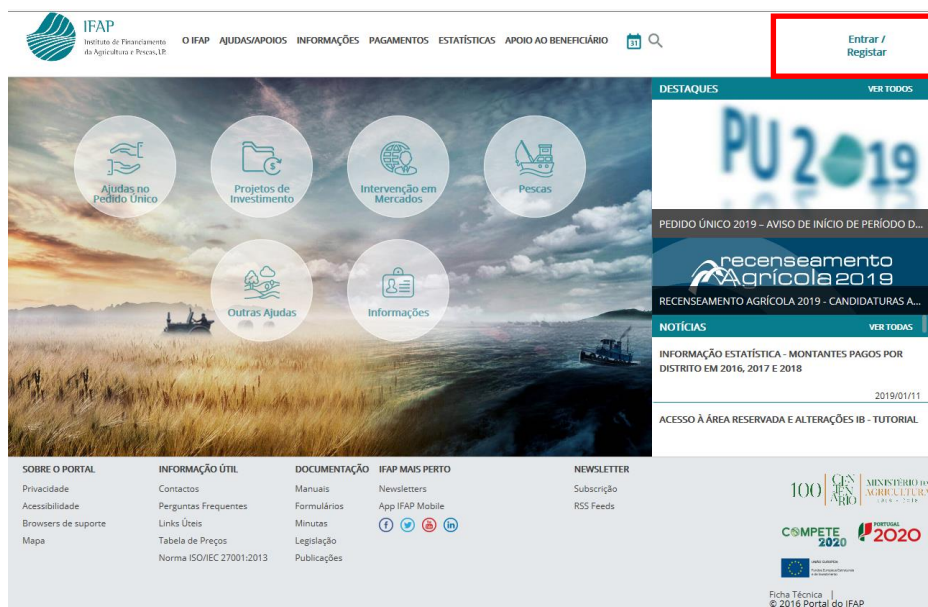 IFAP
Instituto de Financiamento
da Agricultura e Pescas, I.P.
O IFAP AJUDAS/APOIOS INFORMAÇÕES PAGAMENTOS ESTATÍSTICAS APOIO AO BENEFICIÁRIO 31
Entrar /
Registar
Ajudas no
Pedido Único
Projetos de
Investimento
Intervenção em
Mercados
Pescas
Outras Ajudas
Informações
DESTAQUES VER TODOS
PU 2019
PEDIDO ÚNICO 2019 – AVISO DE INÍCIO DE PERÍODO D...
recenseamento
Agrícola 2019
RECENSEAMENTO AGRÍCOLA 2019 - CANDIDATURAS A...
NOTÍCIAS VER TODAS
INFORMAÇÃO ESTATÍSTICA - MONTANTES PAGOS POR
DISTRITO EM 2016, 2017 E 2018
2019/01/11
ACESSO À ÁREA RESERVADA E ALTERAÇÕES IB - TUTORIAL
SOBRE O PORTAL
Privacidade
Acessibilidade
Browsers de suporte
Mapa
INFORMAÇÃO ÚTIL
Contactos
Perguntas Frequentes
Links Úteis
Tabela de Preços
Norma ISO/IEC 27001:2013
DOCUMENTAÇÃO
Manuais
Formulários
Minutas
Legislação
Publicações
IFAP MAIS PERTO
Newsletters
App IFAP Mobile
NEWSLETTER
Subscrição
RSS Feeds
100 CENTENÁRIO MINISTÉRIO DA
AGRICULTURA
COMPETE
2020
PORTUGAL
2020
UNIÃO EUROPEIA
Ficha Técnica |
© 2016 Portal do IFAP